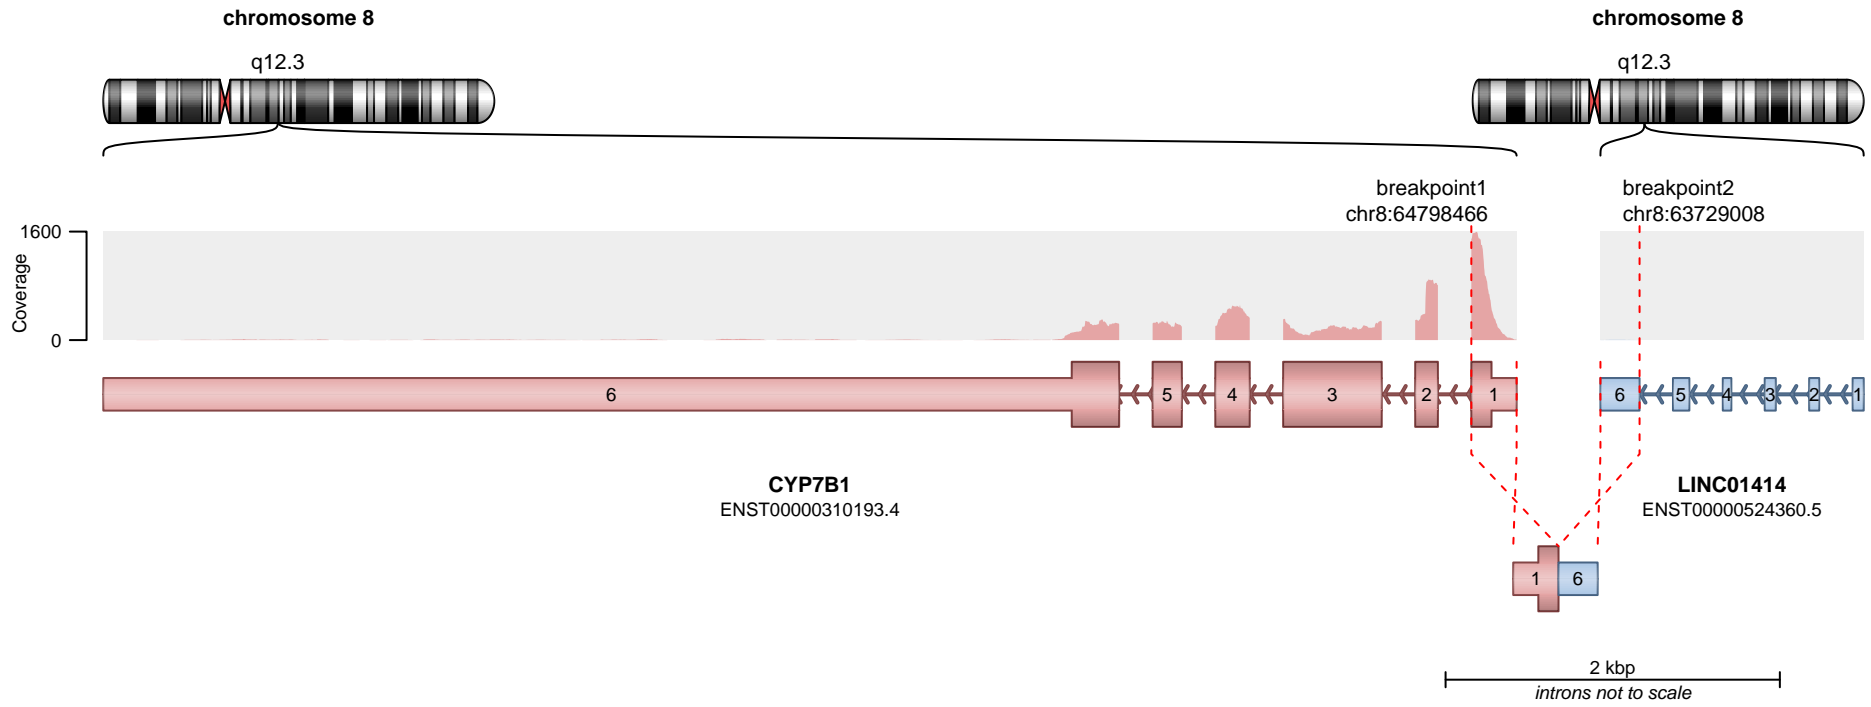 chromosome 8
chromosome 8
q12.3
q12.3
breakpoint1
chr8:64798466
breakpoint2
chr8:63729008
1600
Coverage
0
6
5
4
3
2
1
6
5
4
3
2
1
CYP7B1
ENST00000310193.4
LINC01414
ENST00000524360.5
1
6
2 kbp
introns not to scale